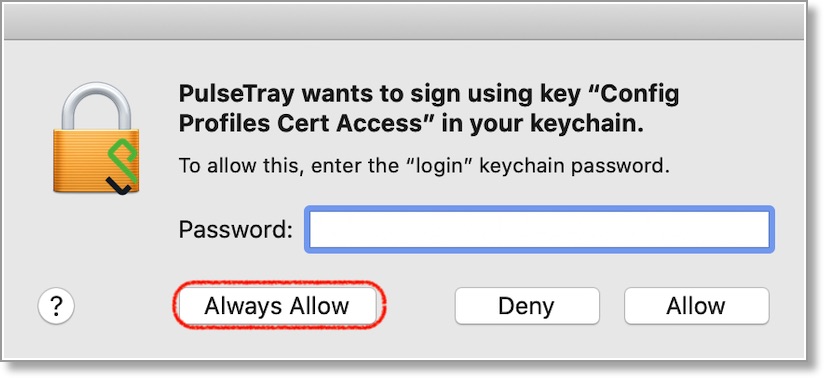 PulseTray wants to sign using key “Config
Profiles Cert Access” in your keychain.
To allow this, enter the “login” keychain password.
Password:
? Always Allow Deny Allow